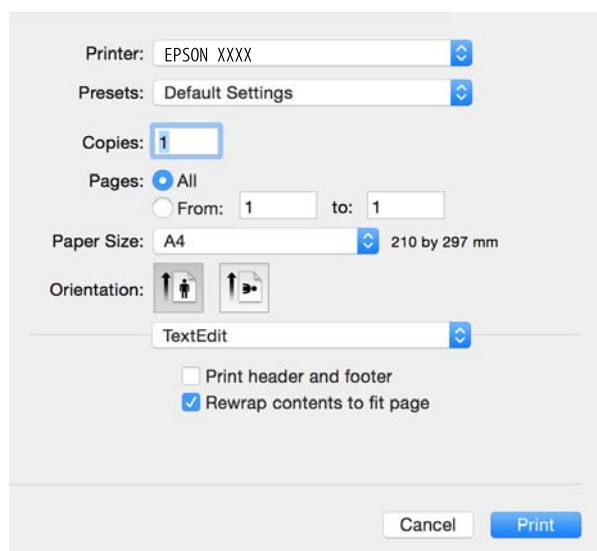 Printer: EPSON XXXX
Presets: Default Settings
Copies: 1
Pages: All
From: 1 to: 1
Paper Size: A4 210 by 297 mm
Orientation:
TextEdit
Print header and footer
Rewrap contents to fit page
Cancel Print